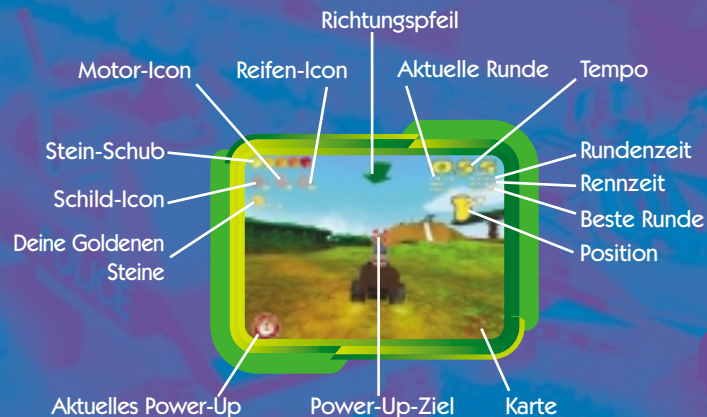 Richtungspfeil
Motor-Icon
Reifen-Icon
Aktuelle Runde
Tempo
Stein-Schub
Schild-Icon
Deine Goldenen
Steine
Rundenzeit
Rennzeit
Beste Runde
Position
Aktuelles Power-Up
Power-Up-Ziel
Karte